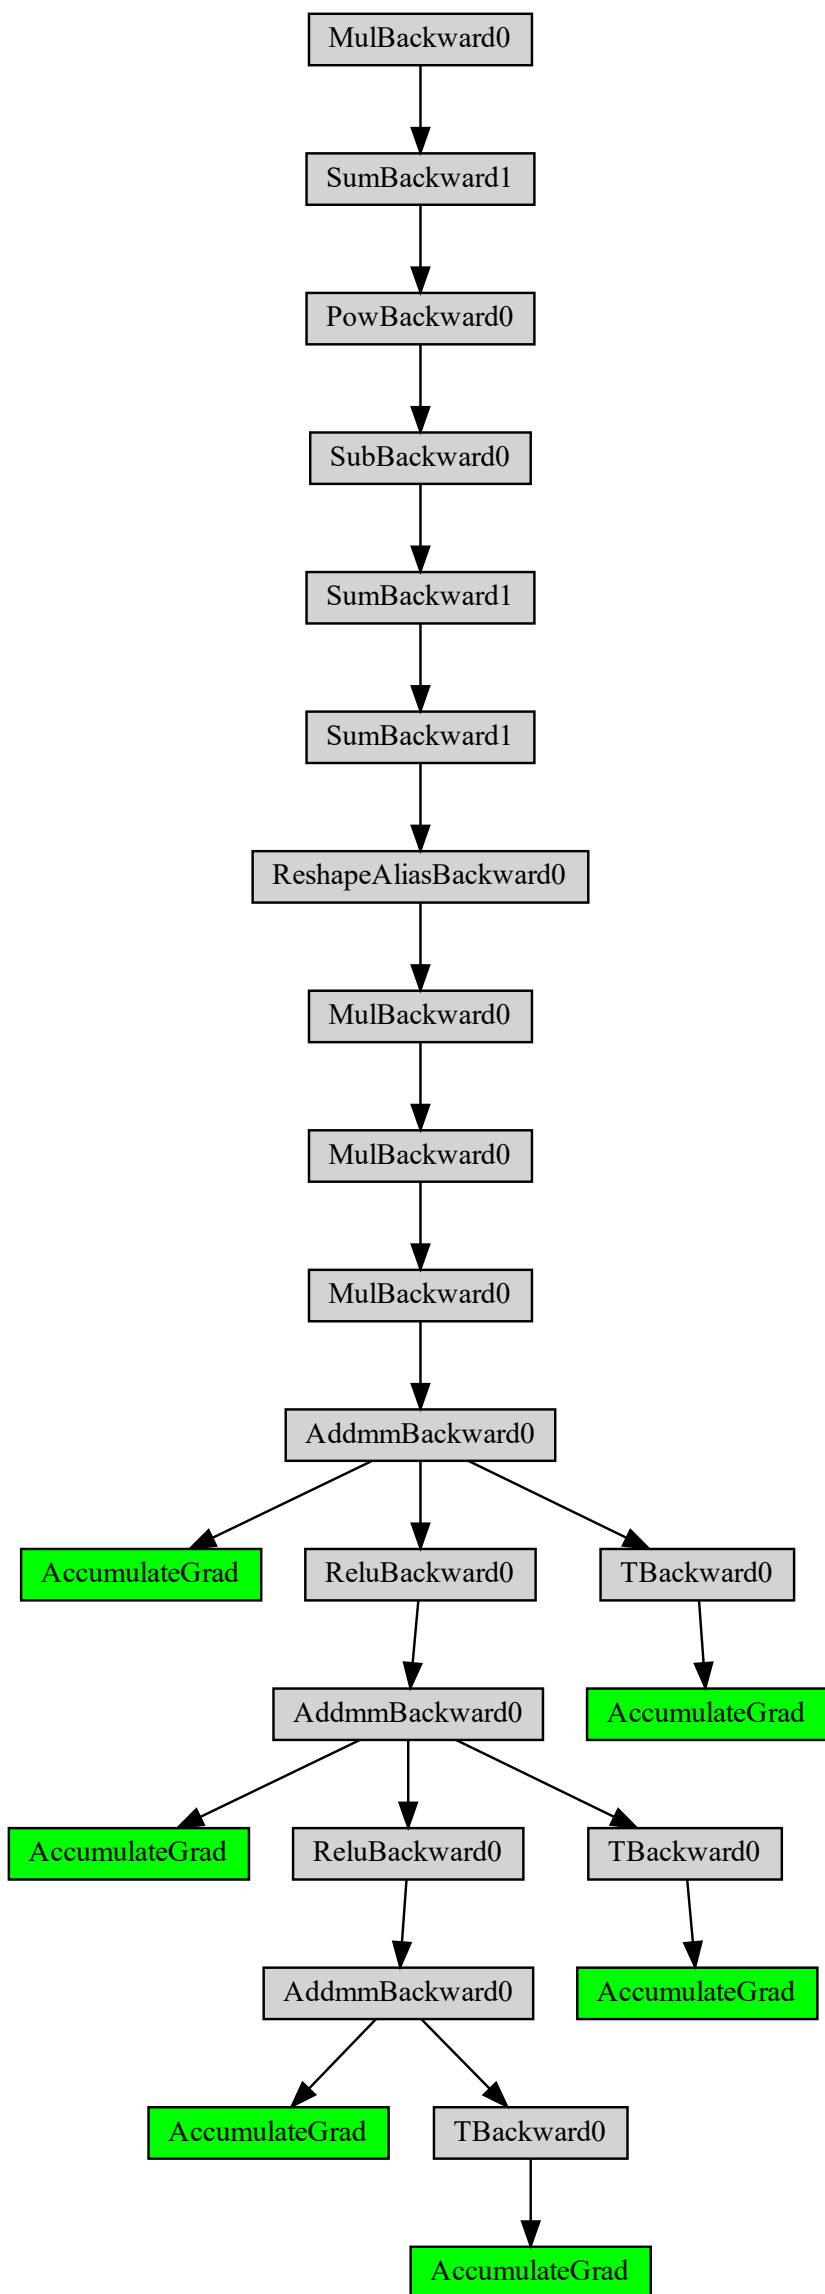 MulBackward0
SumBackward1
PowBackward0
SubBackward0
SumBackward1
SumBackward1
ReshapeAliasBackward0
MulBackward0
MulBackward0
MulBackward0
AddmmBackward0
AccumulateGrad
ReluBackward0
TBackward0
AddmmBackward0
AccumulateGrad
AccumulateGrad
ReluBackward0
TBackward0
AddmmBackward0
AccumulateGrad
AccumulateGrad
TBackward0
AccumulateGrad